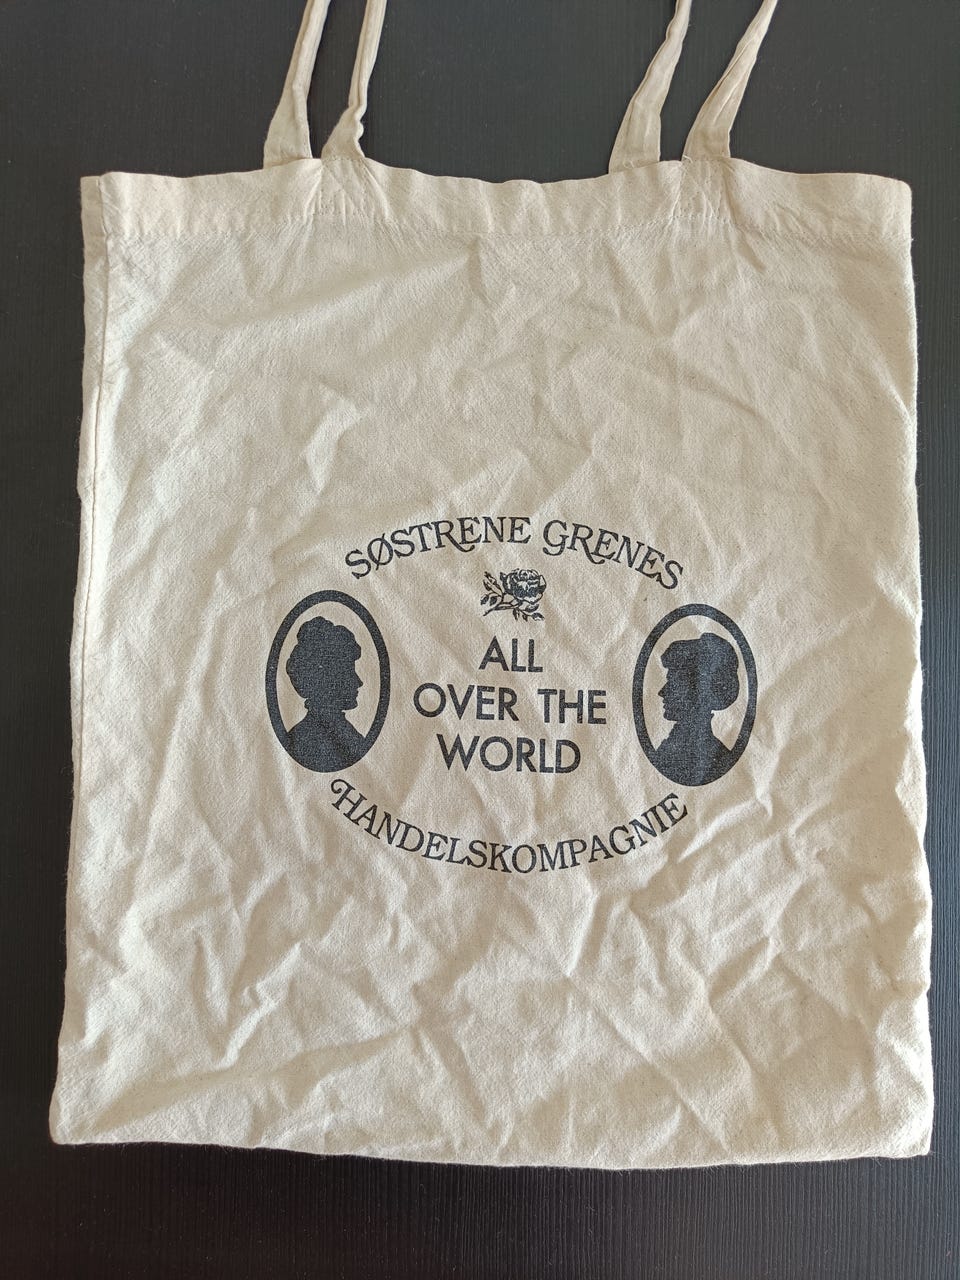 SØSTRENE GRENES
ALL
OVER THE
WORLD
HANDELSKOMPAGNIE